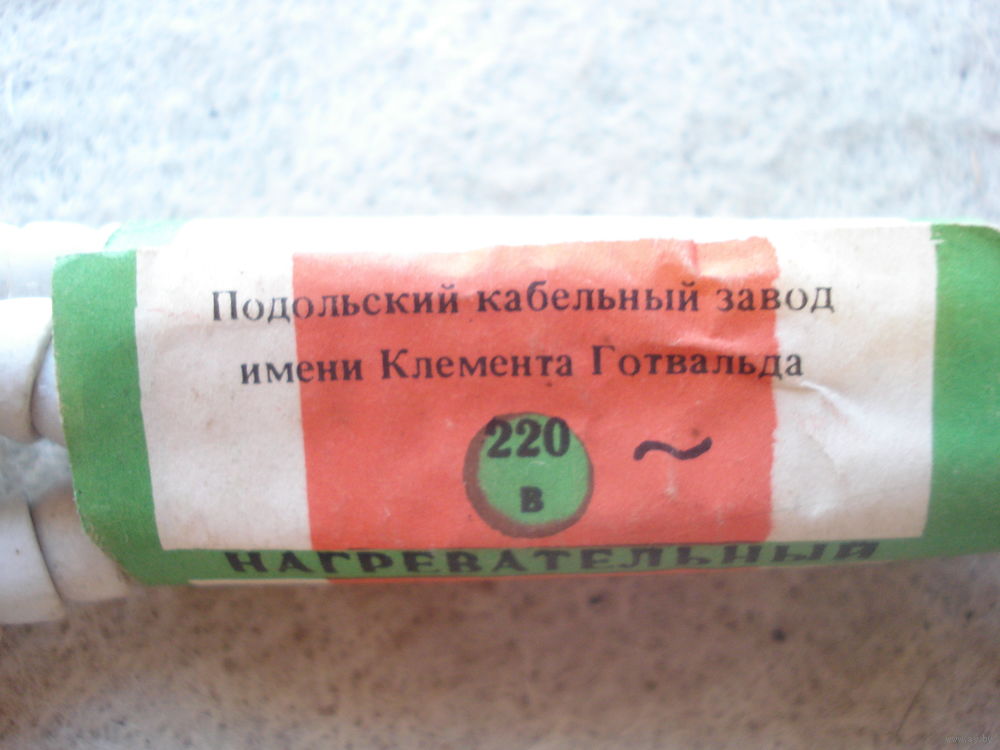 Подольский кабельный завод
имени Клемента Готвальда
220 ~
в
НАГРЕВАТЕЛЬНЫЙ